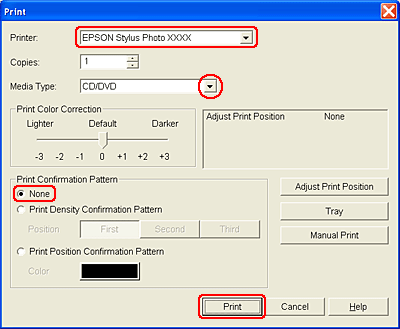 Print
Printer: EPSON Stylus Photo XXXX
Copies: 1
Media Type: CD/DVD
Print Color Correction
Lighter Default Darker
-3 -2 -1 0 +1 +2 +3
Adjust Print Position None
Print Confirmation Pattern
None
Print Density Confirmation Pattern
Position First Second Third
Print Position Confirmation Pattern
Color
Adjust Print Position
Tray
Manual Print
Print Cancel Help